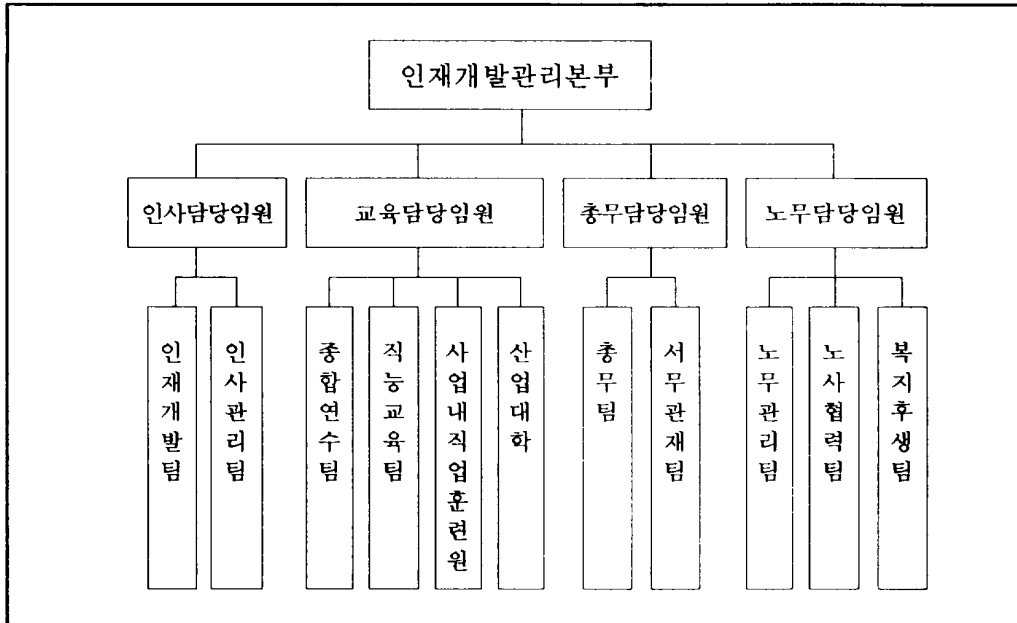 인재개발관리본부
인사담당임원
교육담당임원
총무담당임원
노무담당임원
인재개발팀
인사관리팀
종합연수팀
직능교육팀
사업내직업훈련원
산업대학
총무팀
서무관재팀
노무관리팀
노사협력팀
복지후생팀